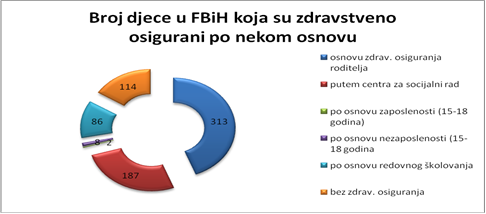 Broj djece u FBiH koja su zdravstveno
osigurani po nekom osnovu
osnovu zdrav. osiguranja
roditelja
putem centra za socijalni rad
po osnovu zaposlenosti (15-18
godina)
po osnovu nezaposlenosti (15-
18 godina
po osnovu redovnog školovanja
bez zdrav. osiguranja
114
86
8 2
187
313